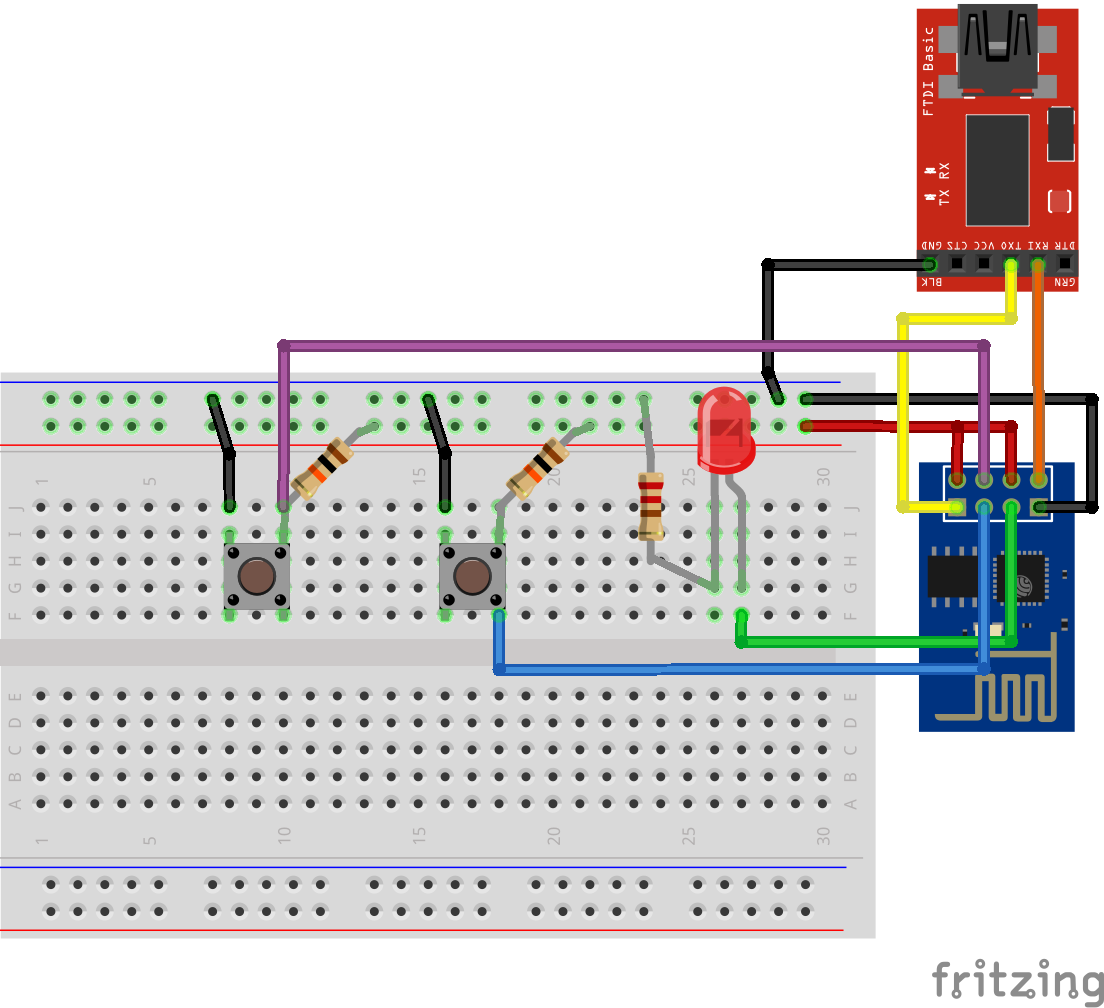 FTDI Basic
TX RX
GND CTS VCC TXO RXI DTR
BLK GRN
1 5 10 15 20 25 30
J J
I I
H H
G G
F F
E E
D D
C C
B B
A A
1 5 10 15 20 25 30
fritzing